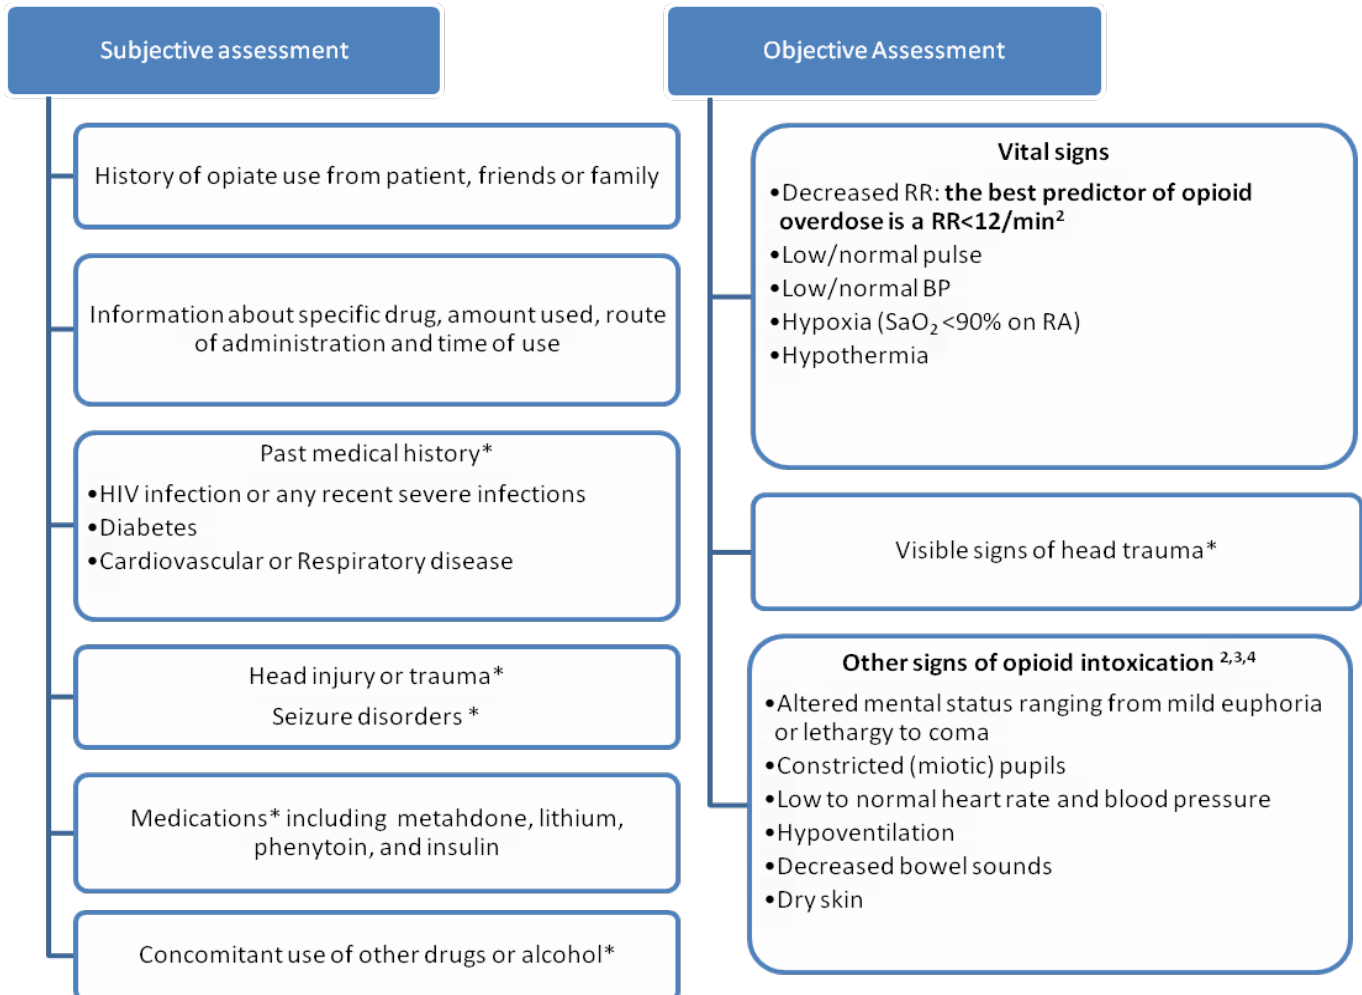 Subjective assessment
History of opiate use from patient, friends or family
Information about specific drug, amount used, route
of administration and time of use
Past medical history*
•HIV infection or any recent severe infections
•Diabetes
•Cardiovascular or Respiratory disease
Head injury or trauma*
Seizure disorders *
Medications* including metahdone, lithium,
phenytoin, and insulin
Concomitant use of other drugs or alcohol*
Objective Assessment
Vital signs
•Decreased RR: the best predictor of opioid
overdose is a RR<12/min²
•Low/normal pulse
•Low/normal BP
•Hypoxia (SaO₂ <90% on RA)
•Hypothermia
Visible signs of head trauma*
Other signs of opioid intoxication ²,³,⁴
•Altered mental status ranging from mild euphoria
or lethargy to coma
•Constricted (miotic) pupils
•Low to normal heart rate and blood pressure
•Hypoventilation
•Decreased bowel sounds
•Dry skin